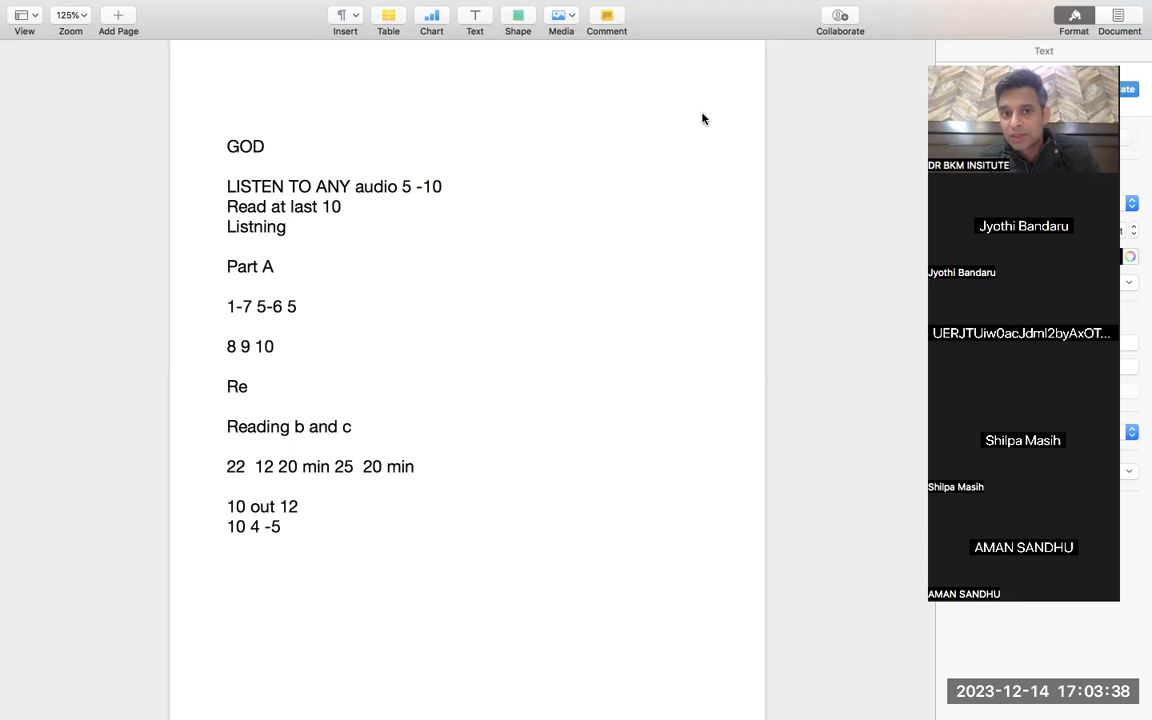 View
125%
Zoom
Add Page
Insert
Table
Chart
Text
Shape
Media
Comment
Collaborate
Format
Document
Text
GOD
LISTEN TO ANY audio 5 -10
Read at last 10
Listning
Part A
1-7 5-6 5
8 9 10
Re
Reading b and c
22  12 20 min 25  20 min
10 out 12
10 4 -5
ate
DR BKM INSITUTE
Jyothi Bandaru
Jyothi Bandaru
Shilpa Masih
Shilpa Masih
AMAN SANDHU
AMAN SANDHU
2023-12-14 17:03:38